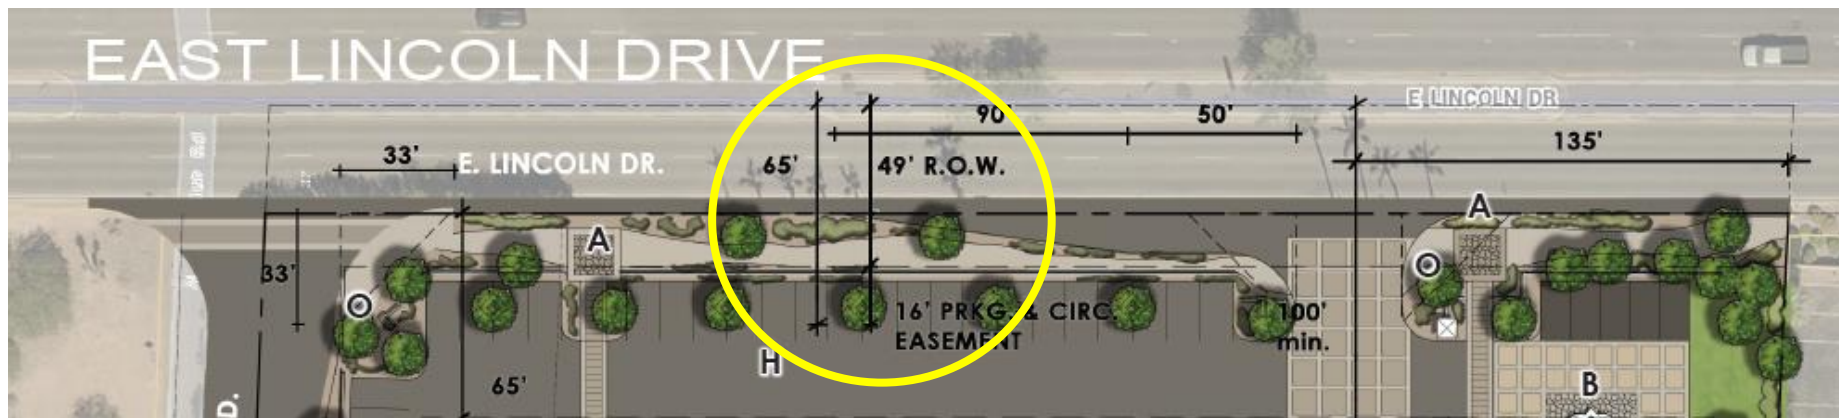 EAST LINCOLN DRIVE
E LINCOLN DR
90'
50'
135'
33'
E. LINCOLN DR.
65'
49' R.O.W.
A
A
33'
16' PRKG. & CIRC.
EASEMENT
100'
min.
H
65'
B
D.